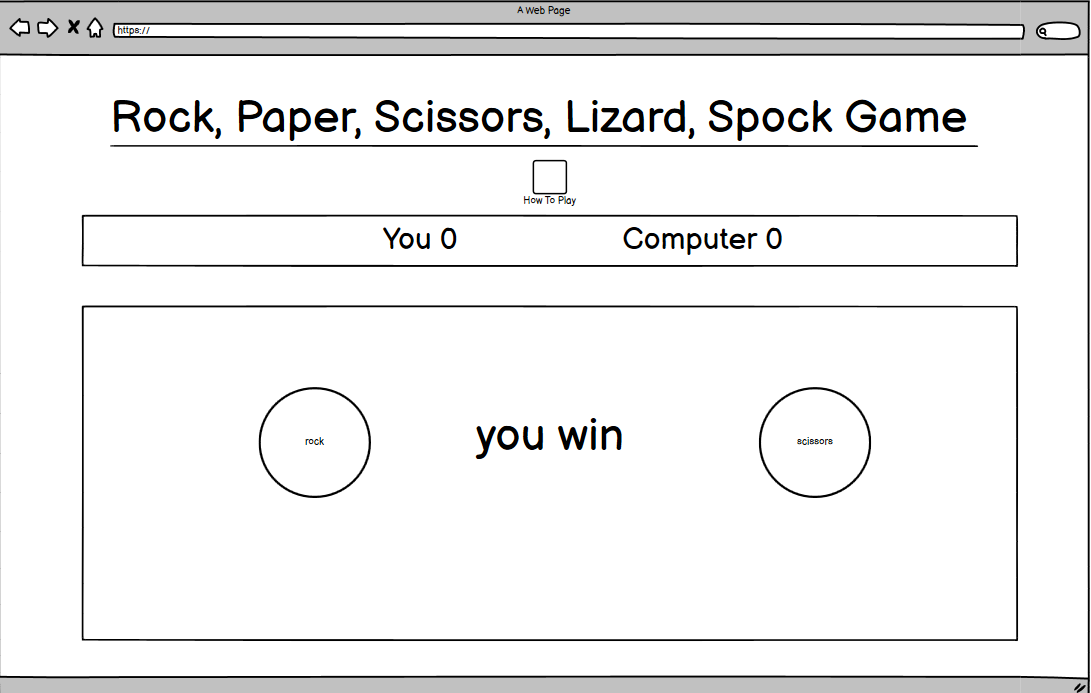 A Web Page
https://
Rock, Paper, Scissors, Lizard, Spock Game
How To Play
You 0 Computer 0
rock you win scissors